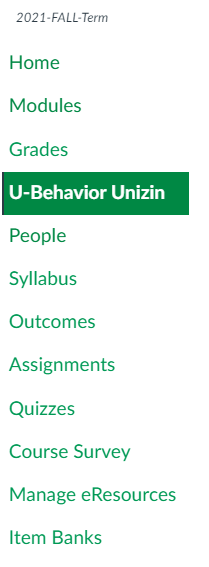 2021-FALL-Term
Home
Modules
Grades
U-Behavior Unizin
People
Syllabus
Outcomes
Assignments
Quizzes
Course Survey
Manage eResources
Item Banks